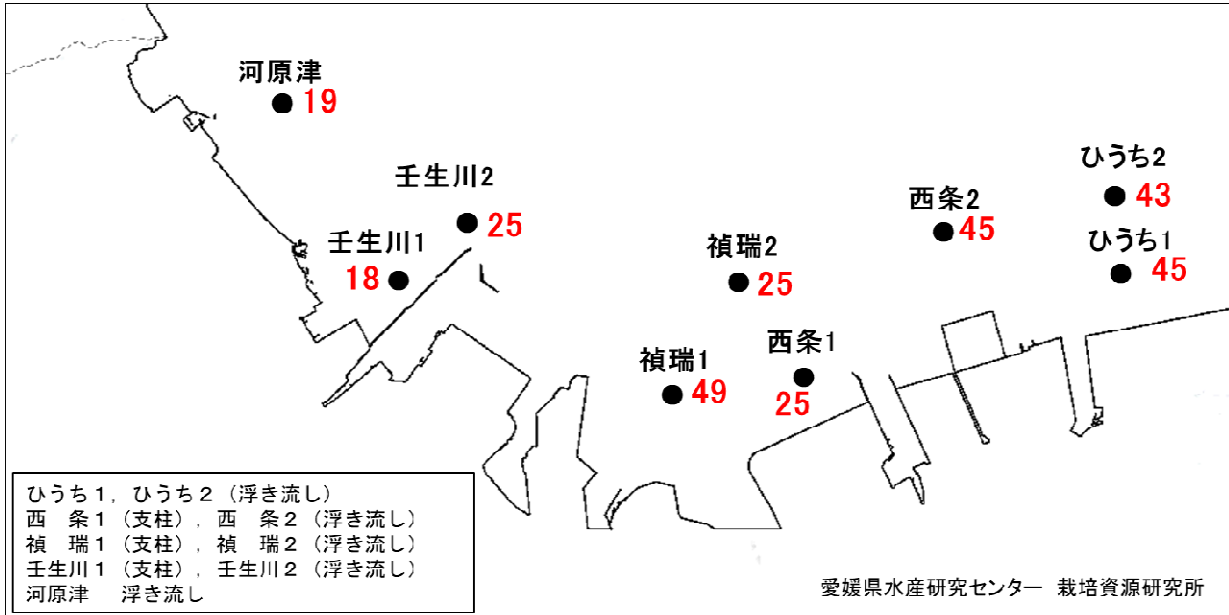 河原津
19
壬生川2
25
壬生川1
18
禎瑞2
25
禎瑞1
49
西条1
25
西条2
45
ひうち2
43
ひうち1
45
ひうち1，ひうち2（浮き流し）
西　条1（支柱），西　条2（浮き流し）
禎　瑞1（支柱），禎　瑞2（浮き流し）
壬生川1（支柱），壬生川2（浮き流し）
河原津　浮き流し
愛媛県水産研究センター　栽培資源研究所